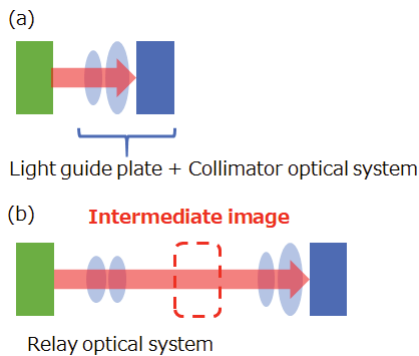 (a)
Light guide plate + Collimator optical system
(b)
Intermediate image
Relay optical system